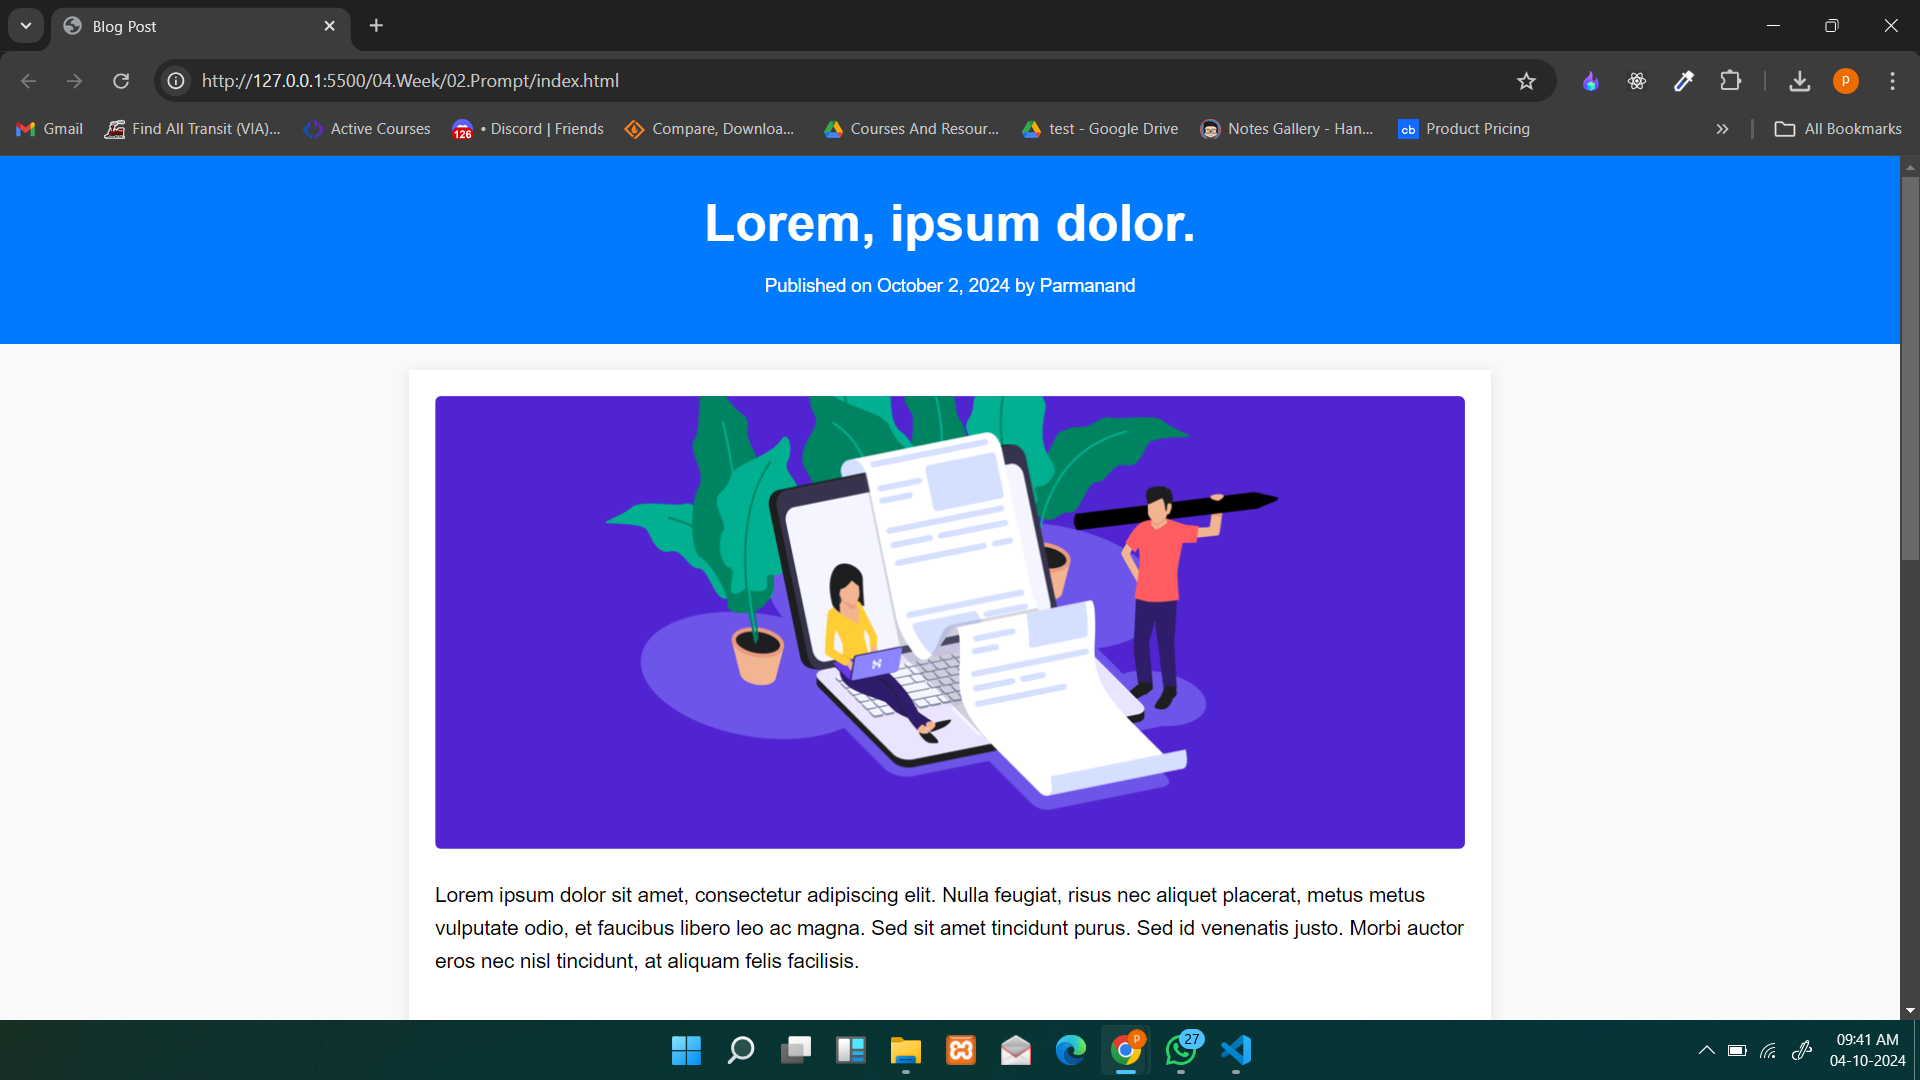 Blog Post
http://127.0.0.1:5500/04.Week/02.Prompt/index.html
P
Gmail
Find All Transit (VIA)...
Active Courses
126
• Discord | Friends
Compare, Downloa...
Courses And Resour...
test - Google Drive
Notes Gallery - Han...
cb
Product Pricing
All Bookmarks
Lorem, ipsum dolor.
Published on October 2, 2024 by Parmanand
Lorem ipsum dolor sit amet, consectetur adipiscing elit. Nulla feugiat, risus nec aliquet placerat, metus metus
vulputate odio, et faucibus libero leo ac magna. Sed sit amet tincidunt purus. Sed id venenatis justo. Morbi auctor
eros nec nisl tincidunt, at aliquam felis facilisis.
P
27
09:41 AM
04-10-2024